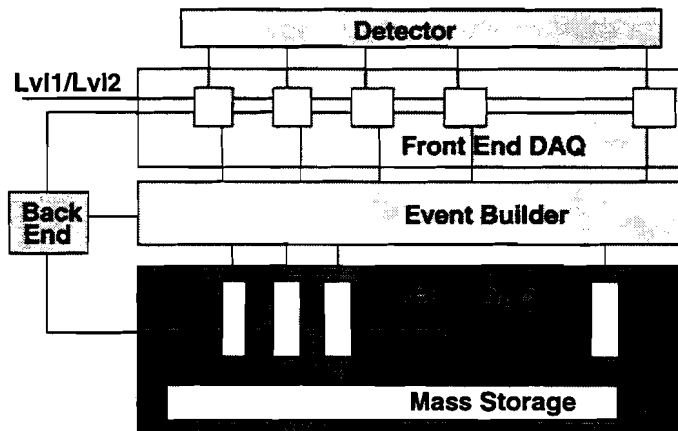 Detector
Lvl1/Lvl2
Front End DAQ
Back
End
Event Builder
Mass Storage